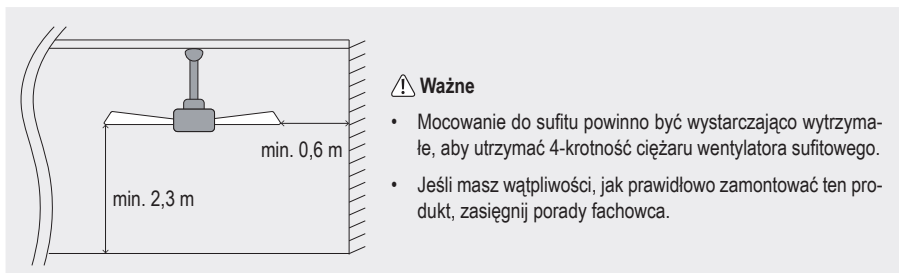 min. 0,6 m
min. 2,3 m
Ważne
• Mocowanie do sufitu powinno być wystarczająco wytrzyma-
łe, aby utrzymać 4-krotność ciężaru wentylatora sufitowego.
• Jeśli masz wątpliwości, jak prawidłowo zamontować ten pro-
dukt, zasięgnij porady fachowca.